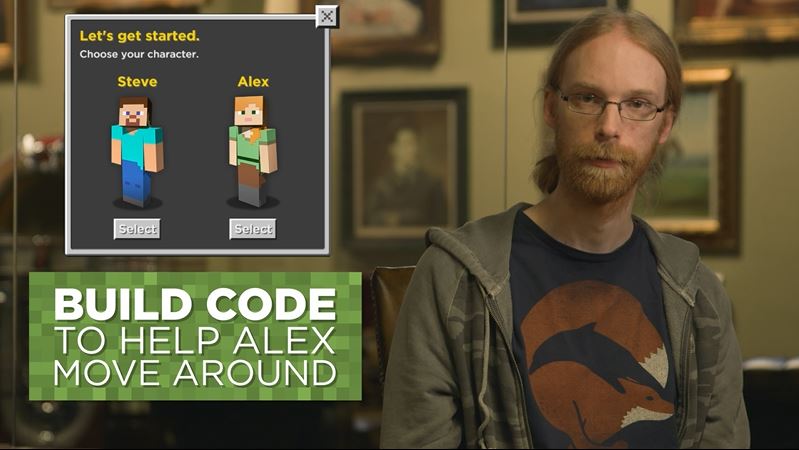 Let's get started.
Choose your character.
Steve
Alex
Select
Select
BUILD CODE
TO HELP ALEX
MOVE AROUND